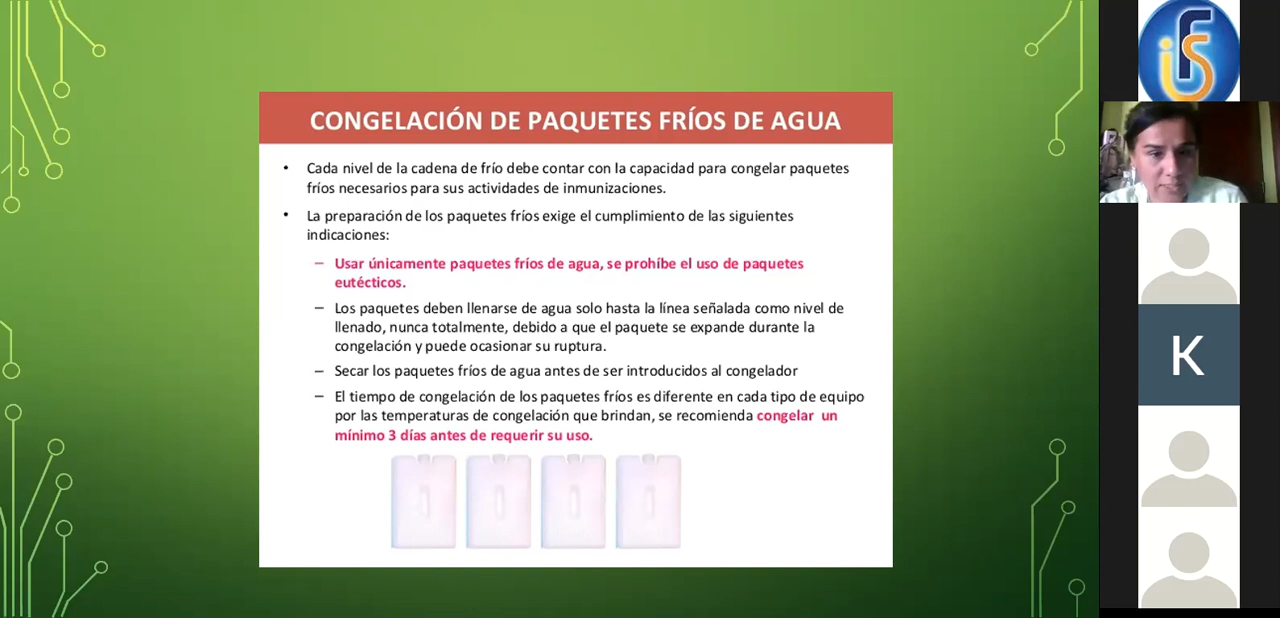 CONGELACIÓN DE PAQUETES FRÍOS DE AGUA
• Cada nivel de la cadena de frío debe contar con la capacidad para congelar paquetes
fríos necesarios para sus actividades de inmunizaciones.
• La preparación de los paquetes fríos exige el cumplimiento de las siguientes
indicaciones:
– Usar únicamente paquetes fríos de agua, se prohíbe el uso de paquetes
eutécticos.
– Los paquetes deben llenarse de agua solo hasta la línea señalada como nivel de
llenado, nunca totalmente, debido a que el paquete se expande durante la
congelación y puede ocasionar su ruptura.
– Secar los paquetes fríos de agua antes de ser introducidos al congelador
– El tiempo de congelación de los paquetes fríos es diferente en cada tipo de equipo
por las temperaturas de congelación que brindan, se recomienda congelar un
mínimo 3 días antes de requerir su uso.
iFS
K